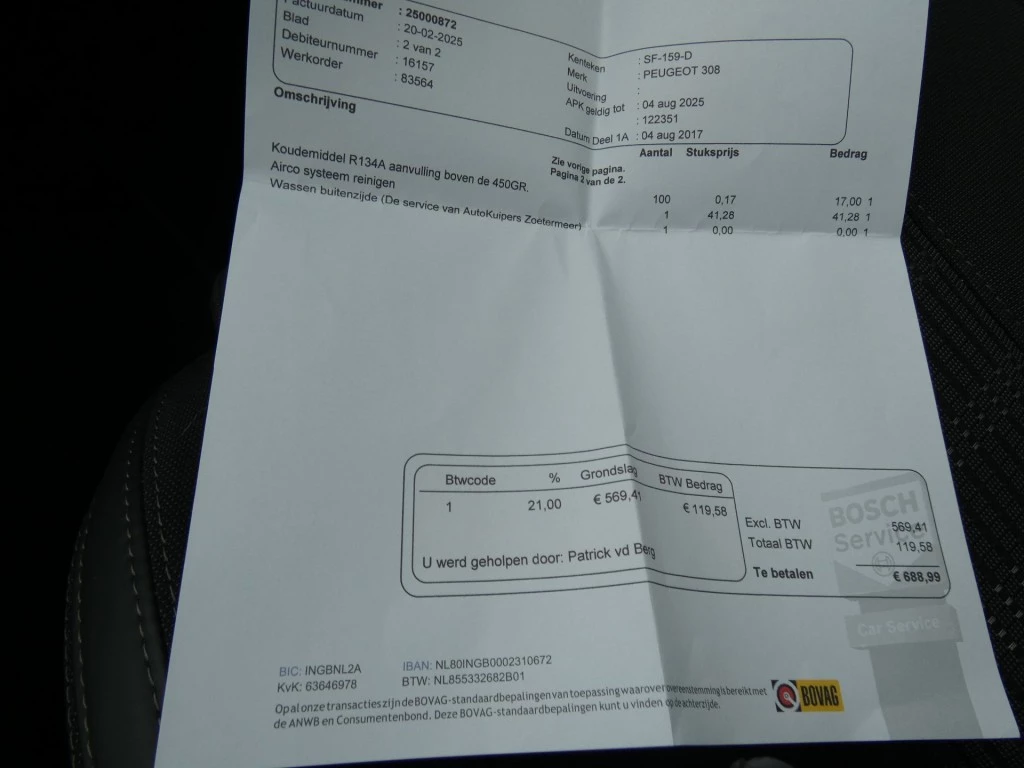 mmer : 25000872
Factuurdatum : 20-02-2025
Blad : 2 van 2
Debiteurnummer : 16157
Werkorder : 83564
Kenteken : SF-159-D
Merk : PEUGEOT 308
Uitvoering :
APK geldig tot : 04 aug 2025
: 122351
Datum Deel 1A : 04 aug 2017
Omschrijving Aantal Stuksprijs Bedrag
Zie vorige pagina.
Pagina 2 van de 2.
Koudemiddel R134A aanvulling boven de 450GR. 100 0,17 17,00 1
Airco systeem reinigen 1 41,28 41,28 1
Wassen buitenzijde (De service van AutoKuipers Zoetermeer) 1 0,00 0,00 1
Btwcode % Grondslag BTW Bedrag
1 21,00 € 569,41 € 119,58
U werd geholpen door: Patrick vd Berg
BOSCH
Service
Excl. BTW 569,41
Totaal BTW 119,58
Te betalen € 688,99
Car Service
BIC: INGBNL2A IBAN: NL80INGB0002310672
KvK: 63646978 BTW: NL855332682B01
Op al onze transacties zijn de BOVAG-standaardbepalingen van toepassing waarover overeenstemming is bereikt met
de ANWB en Consumentenbond. Deze BOVAG-standaardbepalingen kunt u vinden op de achterzijde.
BOVAG